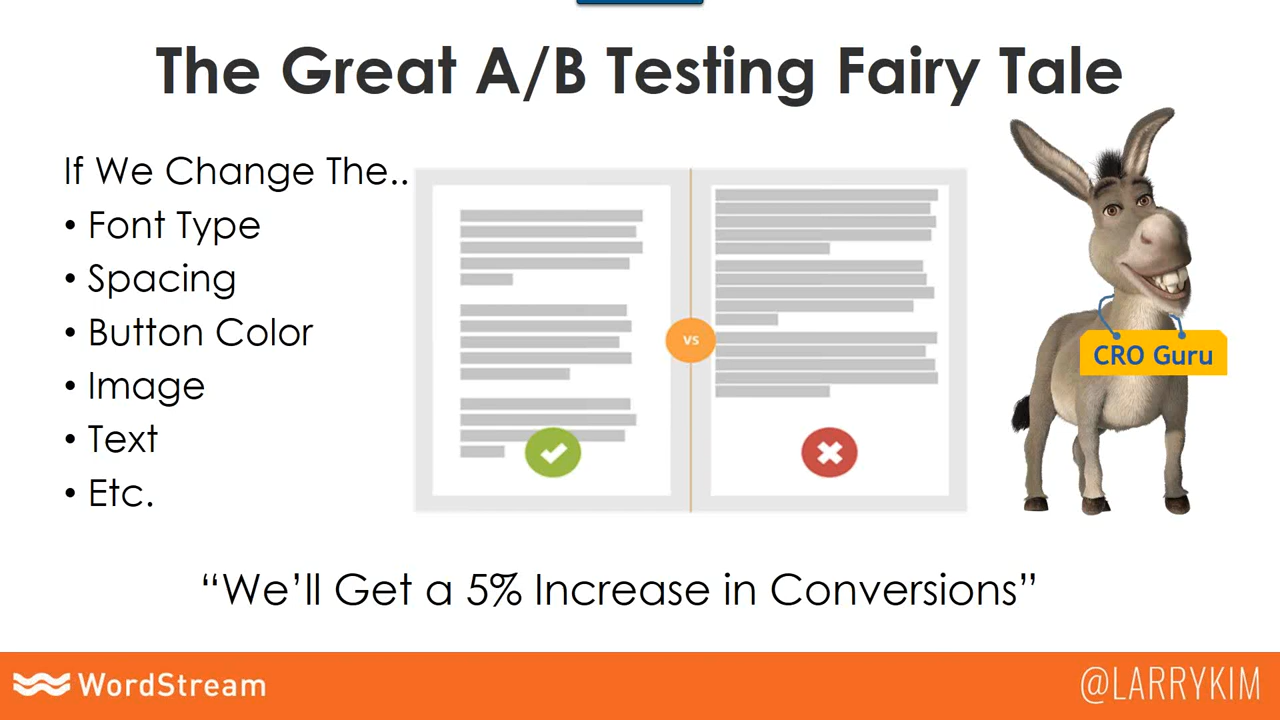 The Great A/B Testing Fairy Tale
If We Change The..
• Font Type
• Spacing
• Button Color
• Image
• Text
• Etc.
VS
CRO Guru
“We’ll Get a 5% Increase in Conversions”
WordStream
@LARRYKIM